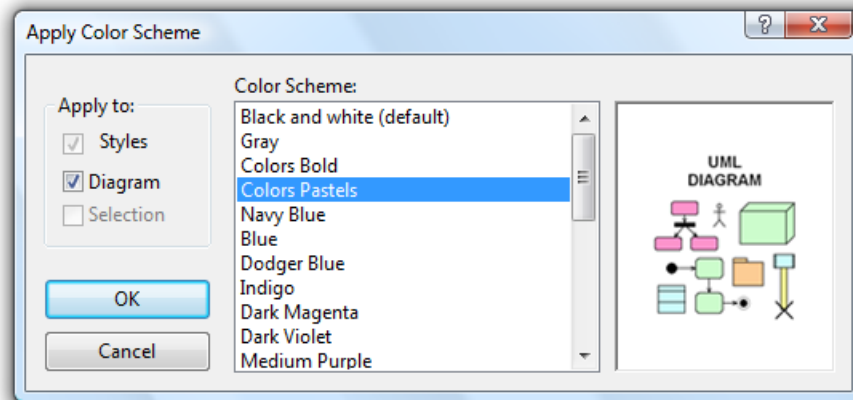 Apply Color Scheme
?
Apply to:
Styles
Diagram
Selection
OK
Cancel
Color Scheme:
Black and white (default)
Gray
Colors Bold
Colors Pastels
Navy Blue
Blue
Dodger Blue
Indigo
Dark Magenta
Dark Violet
Medium Purple
UML
DIAGRAM